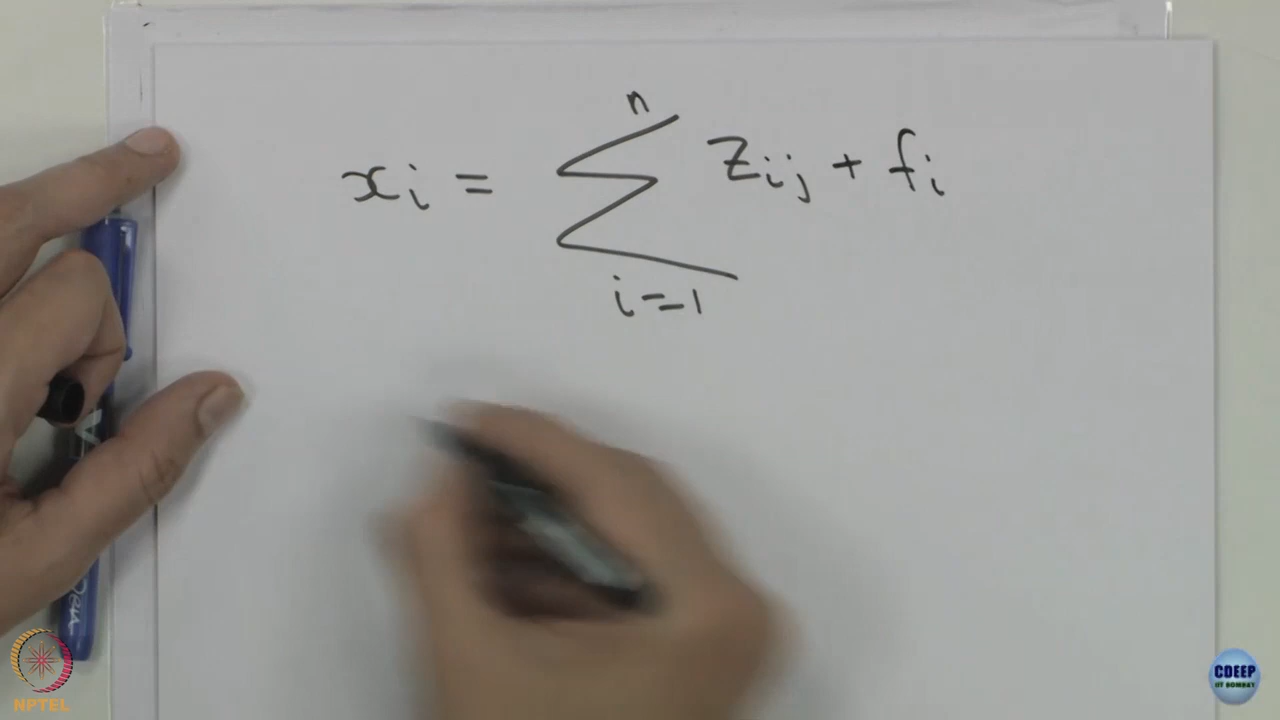 n
xi = Σ zij + fi
i=1
NPTEL
CDEEP
IIT BOMBAY